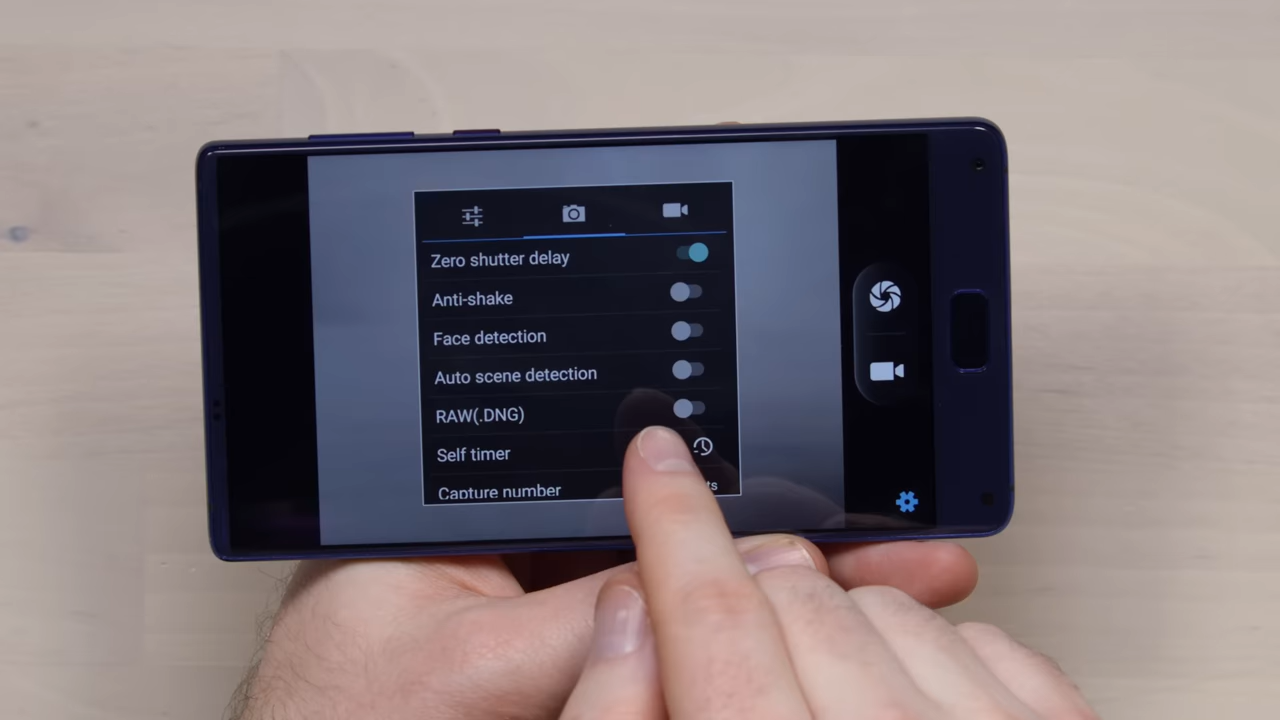 Zero shutter delay
Anti-shake
Face detection
Auto scene detection
RAW(.DNG)
Self timer
Capture number